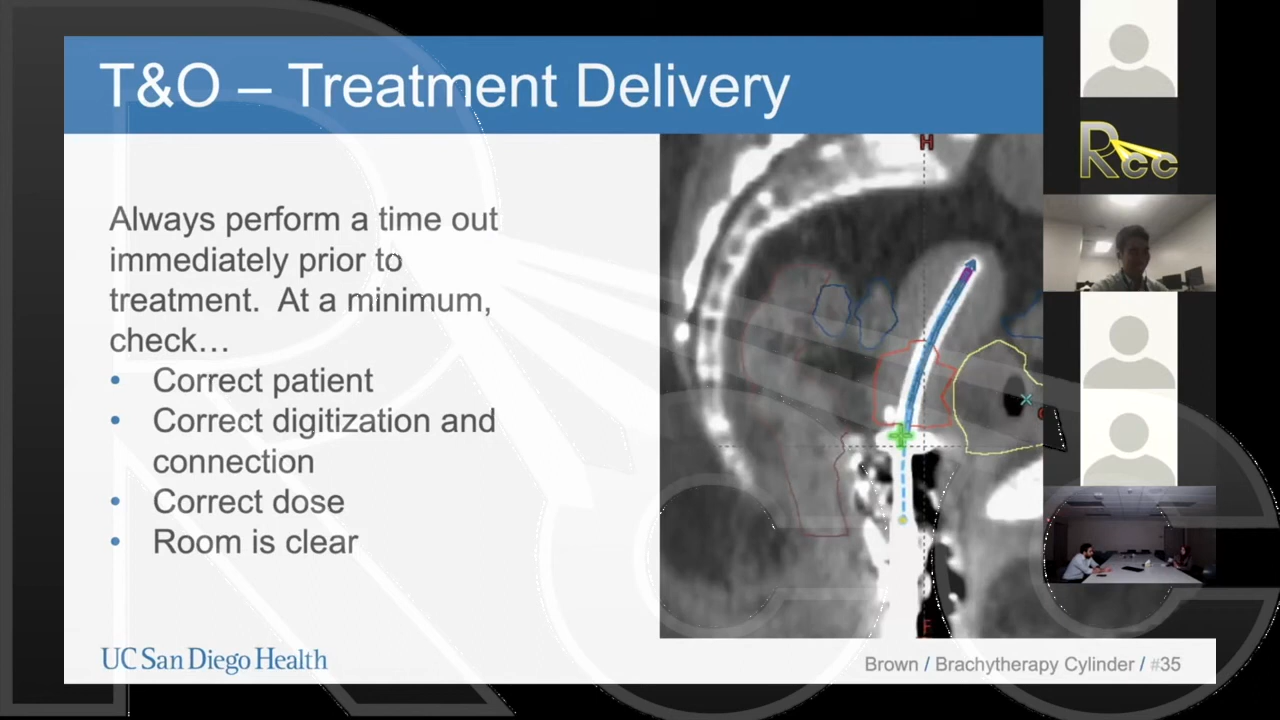 T&O – Treatment Delivery
H
Rcc
Always perform a time out
immediately prior to
treatment.  At a minimum,
check…
• Correct patient
• Correct digitization and
connection
• Correct dose
• Room is clear
F
UC San Diego Health
Brown / Brachytherapy Cylinder / #35